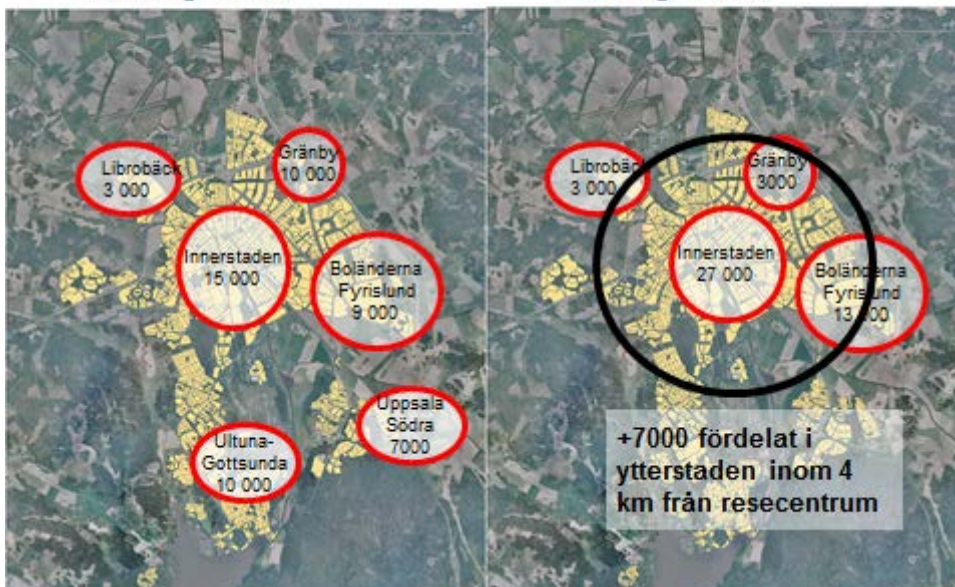 Librobäck
3 000
Gränby
10 000
Innerstaden
15 000
Boländerna
Fyrislund
9 000
Uppsala
Södra
7000
Ultuna-
Gottsunda
10 000
Gränby
3000
3 000
Innerstaden
27 000
Boländerna
Fyrislund
+7000 fördelat i
ytterstaden inom 4
km från resecentrum